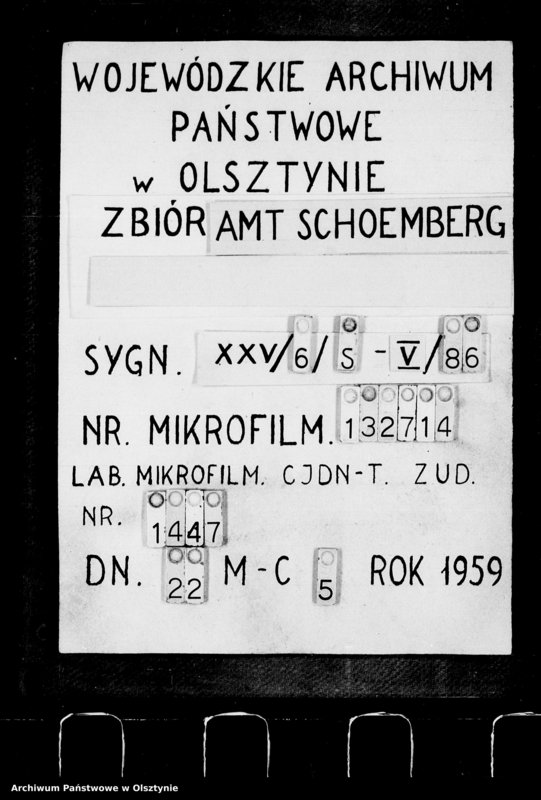 WOJEWÓDZKIE ARCHIWUM
PAŃSTWOWE
w OLSZTYNIE
ZBIÓR AMT SCHOEMBERG
SYGN. XXV/6/S - V/86
NR. MIKROFILM. 132714
LAB. MIKROFILM. CJDN-T. ZUD.
NR. 1447
DN. 22 M-C 5 ROK 1959
Archiwum Państwowe w Olsztynie